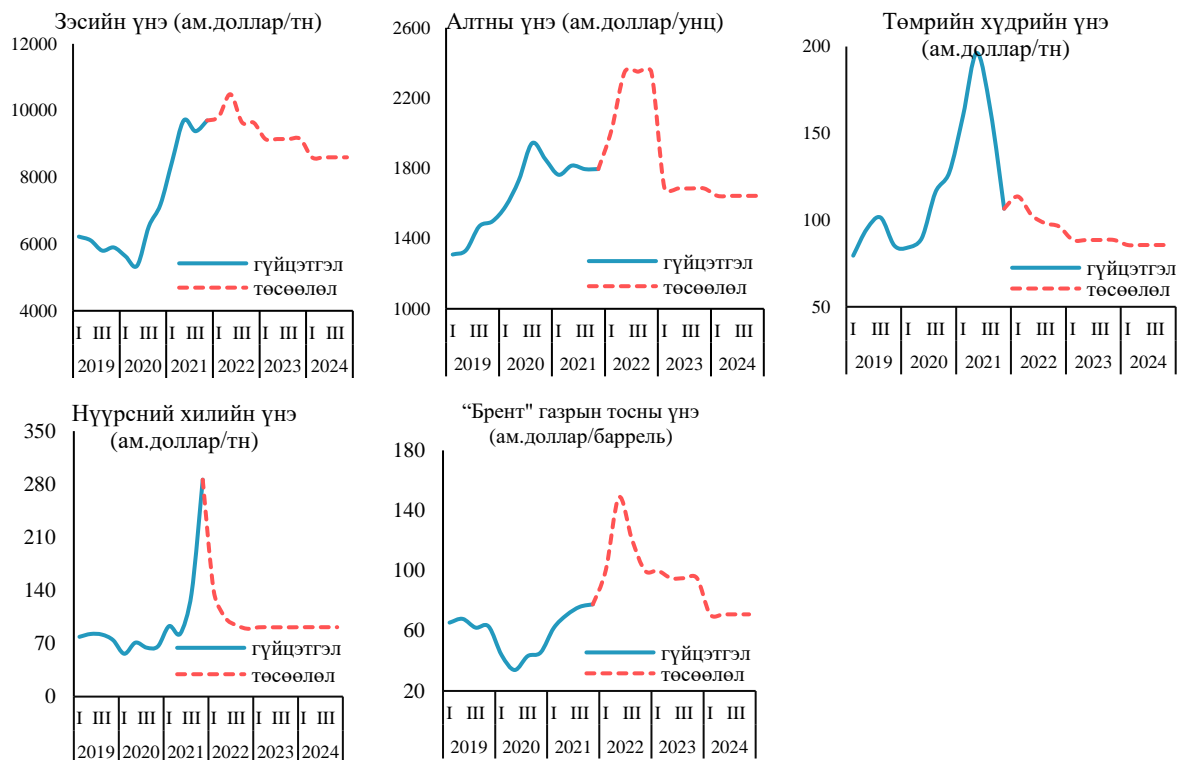 Зэсийн үнэ (ам.доллар/тн)
12000
10000
8000
6000
4000
гүйцэтгэл
төсөөлөл
I III I III I III I III I III I III
2019 2020 2021 2022 2023 2024
Алтны үнэ (ам.доллар/унц)
2600
2200
1800
1400
1000
гүйцэтгэл
төсөөлөл
I III I III I III I III I III I III
2019 2020 2021 2022 2023 2024
Төмрийн хүдрийн үнэ
(ам.доллар/тн)
200
150
100
50
гүйцэтгэл
төсөөлөл
I III I III I III I III I III I III
2019 2020 2021 2022 2023 2024
Нүүрсний хилийн үнэ
(ам.доллар/тн)
350
280
210
140
70
0
гүйцэтгэл
төсөөлөл
I III I III I III I III I III I III
2019 2020 2021 2022 2023 2024
“Брент" газрын тосны үнэ
(ам.доллар/баррель)
180
140
100
60
20
гүйцэтгэл
төсөөлөл
I III I III I III I III I III I III
2019 2020 2021 2022 2023 2024